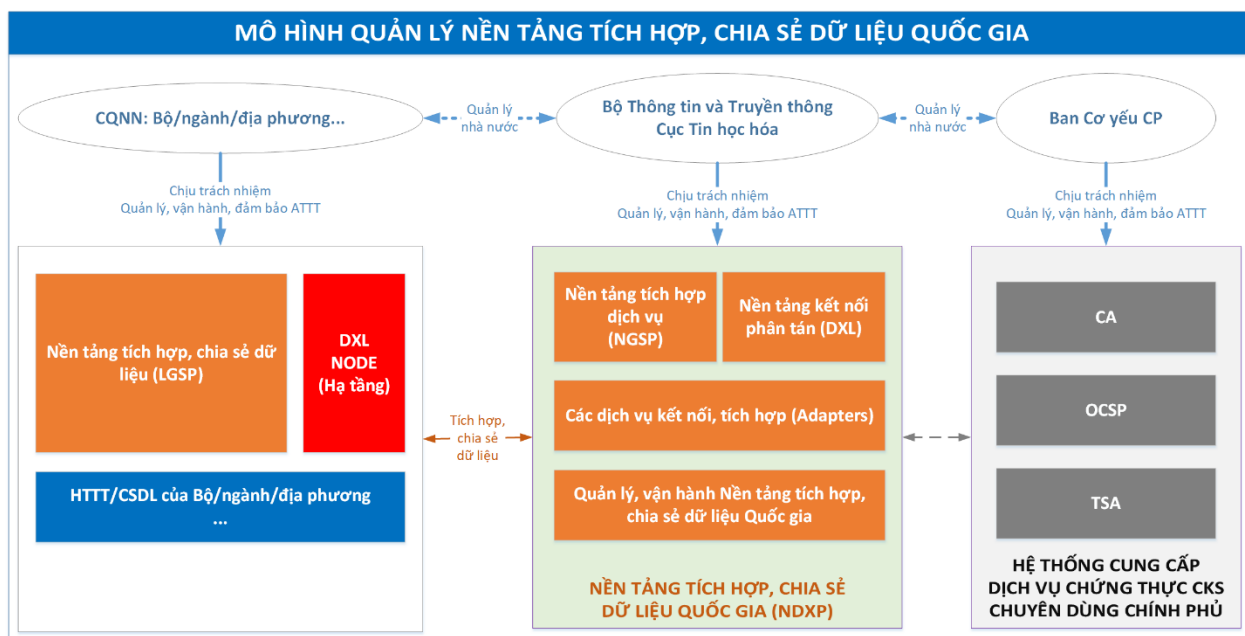 MÔ HÌNH QUẢN LÝ NỀN TẢNG TÍCH HỢP, CHIA SẺ DỮ LIỆU QUỐC GIA
CQNN: Bộ/ngành/địa phương...
Quản lý
nhà nước
Bộ Thông tin và Truyền thông
Cục Tin học hóa
Quản lý
nhà nước
Ban Cơ yếu CP
Chịu trách nhiệm
Quản lý, vận hành, đảm bảo ATTT
Chịu trách nhiệm
Quản lý, vận hành, đảm bảo ATTT
Chịu trách nhiệm
Quản lý, vận hành, đảm bảo ATTT
Nền tảng tích hợp, chia sẻ dữ
liệu (LGSP)
DXL
NODE
(Hạ tầng)
HTTT/CSDL của Bộ/ngành/địa phương
...
Tích hợp,
chia sẻ
dữ liệu
Nền tảng tích hợp
dịch vụ
(NGSP)
Nền tảng kết nối
phân tán (DXL)
Các dịch vụ kết nối, tích hợp (Adapters)
Quản lý, vận hành Nền tảng tích hợp,
chia sẻ dữ liệu Quốc gia
NỀN TẢNG TÍCH HỢP, CHIA SẺ
DỮ LIỆU QUỐC GIA (NDXP)
CA
OCSP
TSA
HỆ THỐNG CUNG CẤP
DỊCH VỤ CHỨNG THỰC CKS
CHUYÊN DÙNG CHÍNH PHỦ